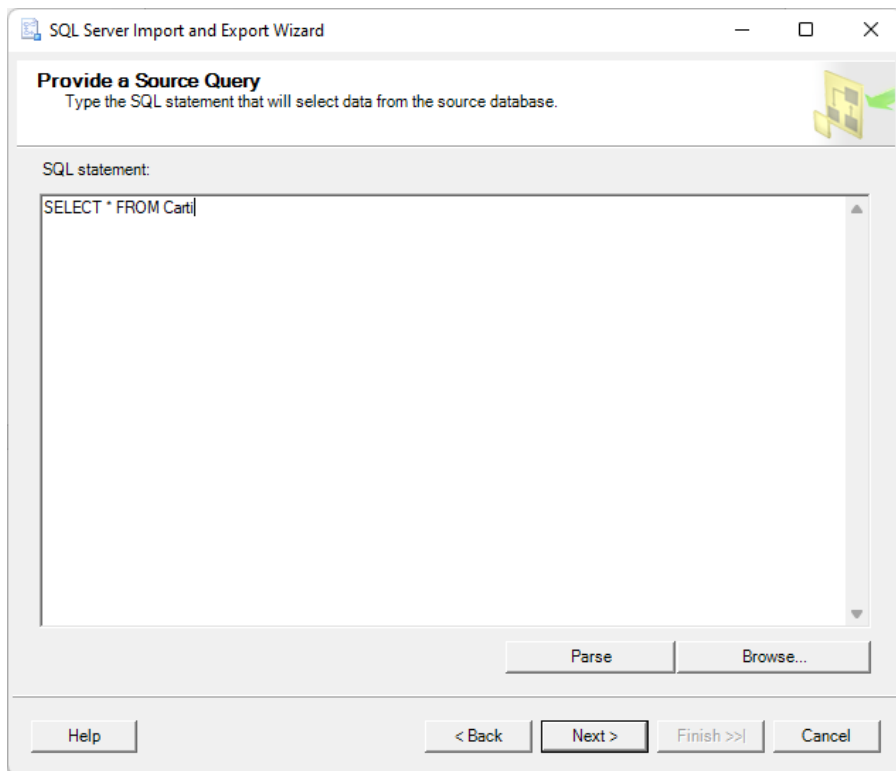 SQL Server Import and Export Wizard
Provide a Source Query
Type the SQL statement that will select data from the source database.
SQL statement:
SELECT * FROM Carti
Parse
Browse...
Help
< Back
Next >
Finish >>|
Cancel